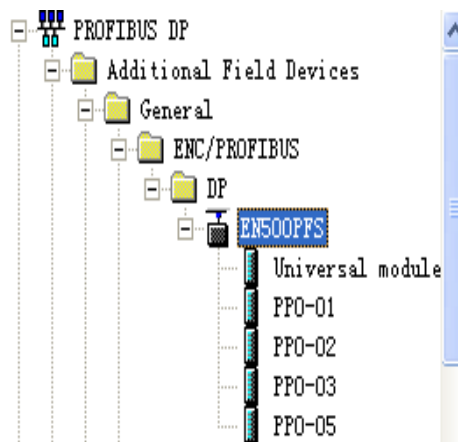 PROFIBUS DP
Additional Field Devices
General
ENC/PROFIBUS
DP
EN500PFS
Universal module
PPO-01
PPO-02
PPO-03
PPO-05